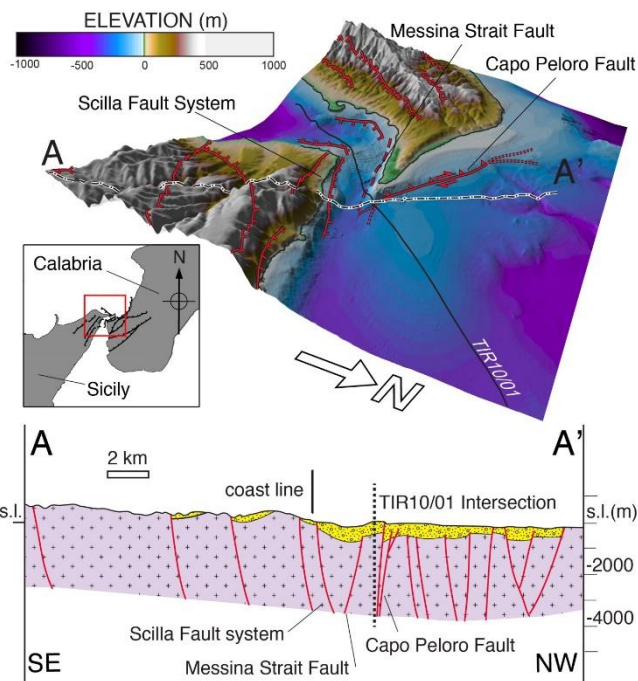 ELEVATION (m)
-1000 -500 0 500 1000
Messina Strait Fault
Capo Peloro Fault
Scilla Fault System
A
A'
N
Calabria
Sicily
TIR10/01
N
A
A'
2 km
coast line
TIR10/01 Intersection
s.l.
s.l.(m)
-2000
-4000
Scilla Fault system
Capo Peloro Fault
Messina Strait Fault
SE
NW